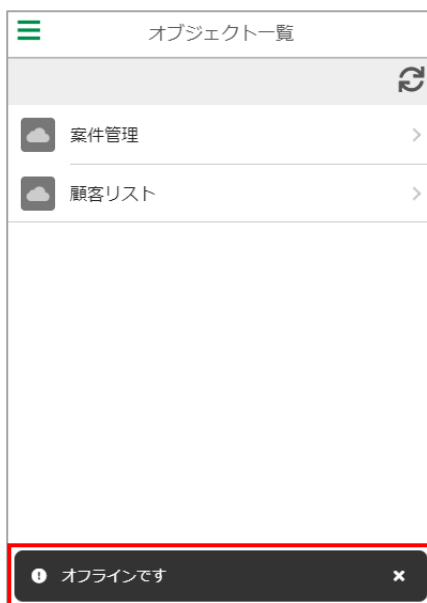 オブジェクト一覧
案件管理
顧客リスト
オフラインです